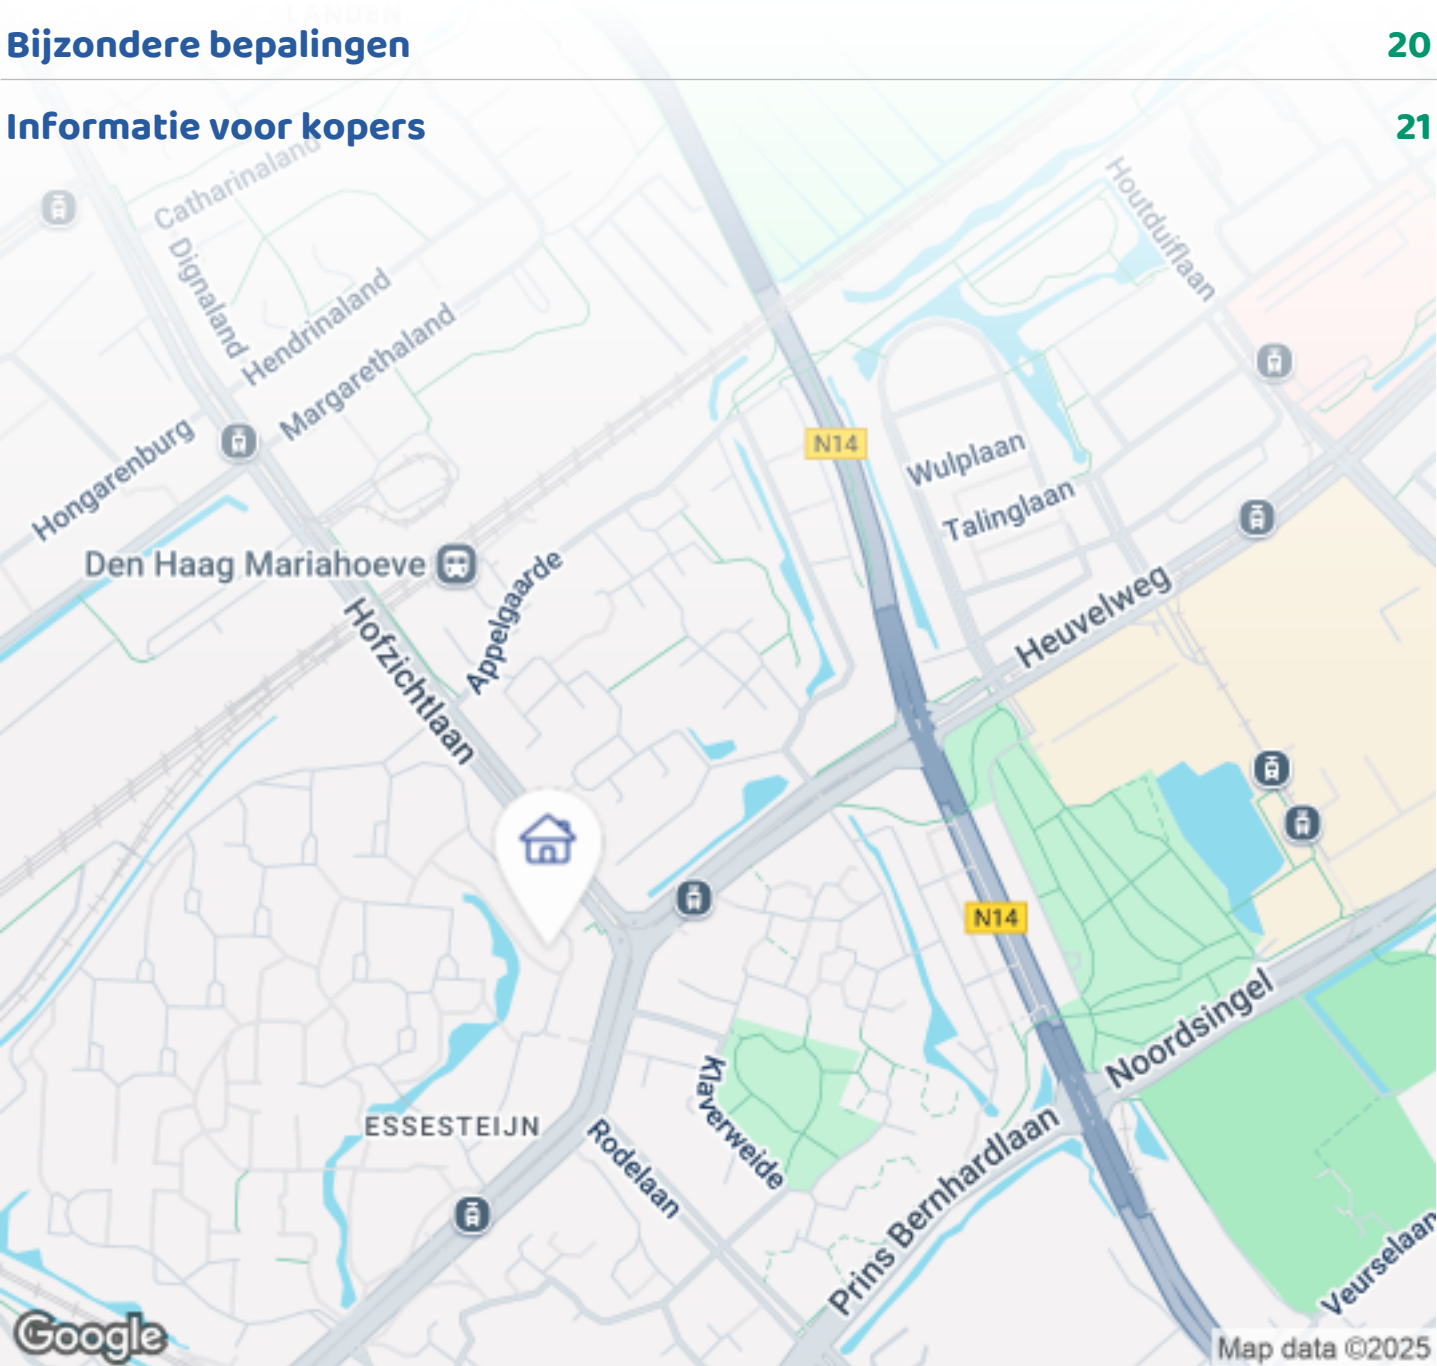 LANDEN
Bijzondere bepalingen 20
Informatie voor kopers 21
Catharinaland
Houtduiflaan
Dignaland
Hendrinaland
Margarethaland
Hongarenburg
N14
Wulplaan
Talinglaan
Den Haag Mariahoeve
Appelgaarde
Heuvelweg
Hofzichtlaan
N14
Noordsingel
Klaverweide
ESSESTEIJN
Rodelaan
Prins Bernhardlaan
Veurselaan
Google
Map data ©2025